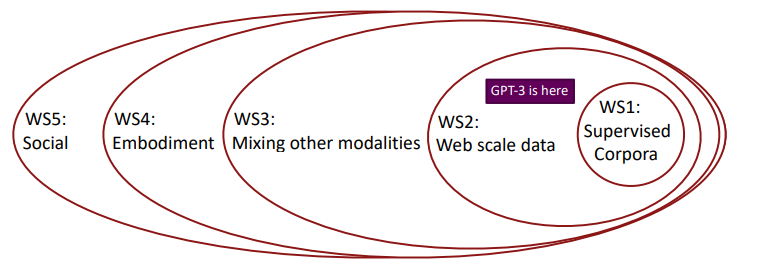 WS5:
Social
WS4:
Embodiment
WS3:
Mixing other modalities
WS2:
Web scale data
GPT-3 is here
WS1:
Supervised
Corpora